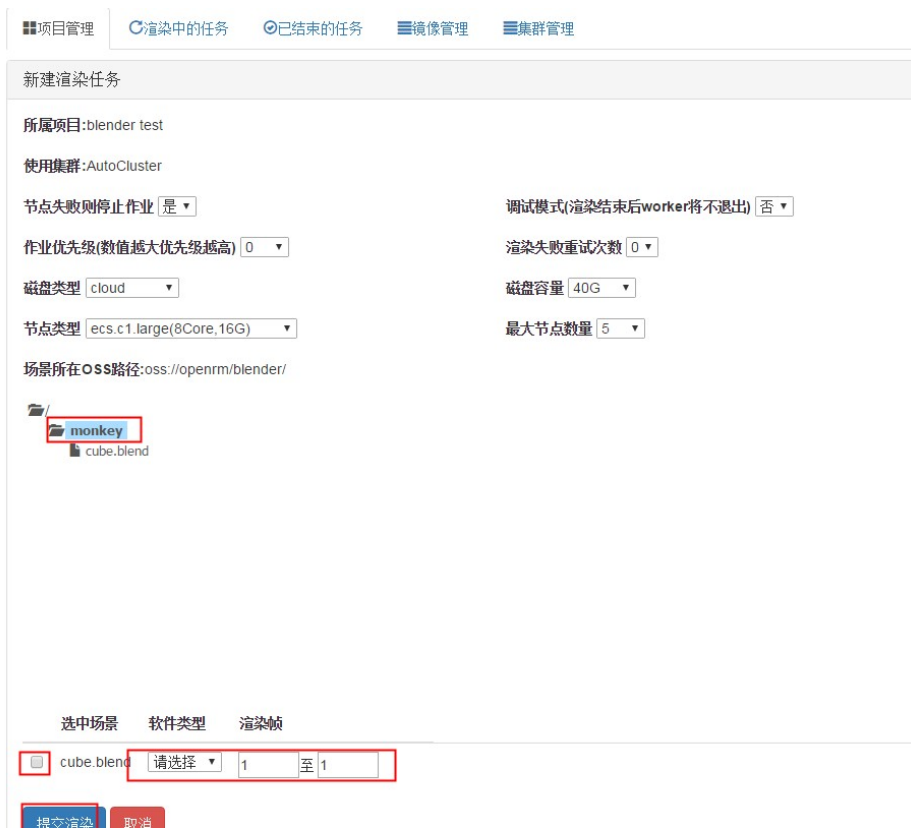 项目管理 渲染中的任务 已结束的任务 镜像管理 集群管理
新建渲染任务
所属项目:blender test
使用集群:AutoCluster
节点失败则停止作业 是 调试模式(渲染结束后worker将不退出) 否
作业优先级(数值越大优先级越高) 0 渲染失败重试次数 0
磁盘类型 cloud 磁盘容量 40G
节点类型 ecs.c1.large(8Core,16G) 最大节点数量 5
场景所在OSS路径:oss://openrm/blender/
/
monkey
cube.blend
选中场景 软件类型 渲染帧
cube.blend 请选择 1 至 1
提交渲染 取消